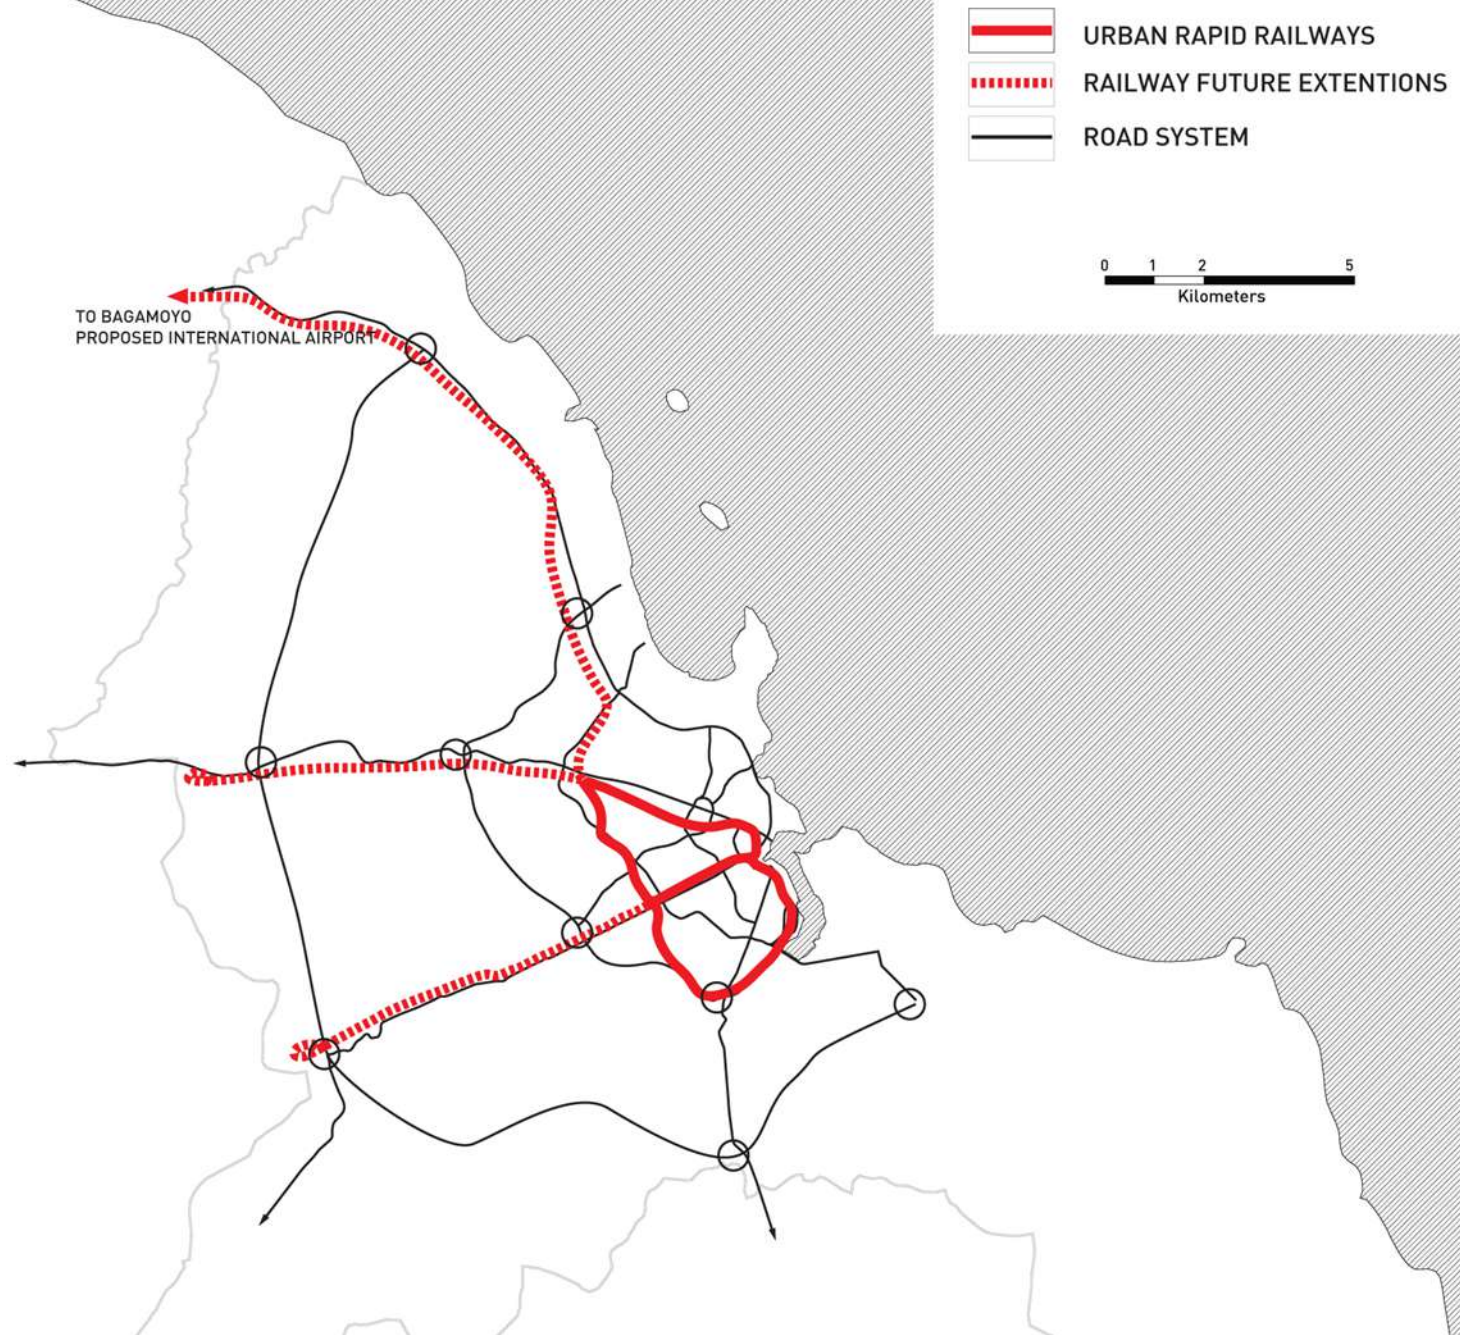 URBAN RAPID RAILWAYS
RAILWAY FUTURE EXTENTIONS
ROAD SYSTEM
0 1 2 5
Kilometers
TO BAGAMOYO
PROPOSED INTERNATIONAL AIRPORT